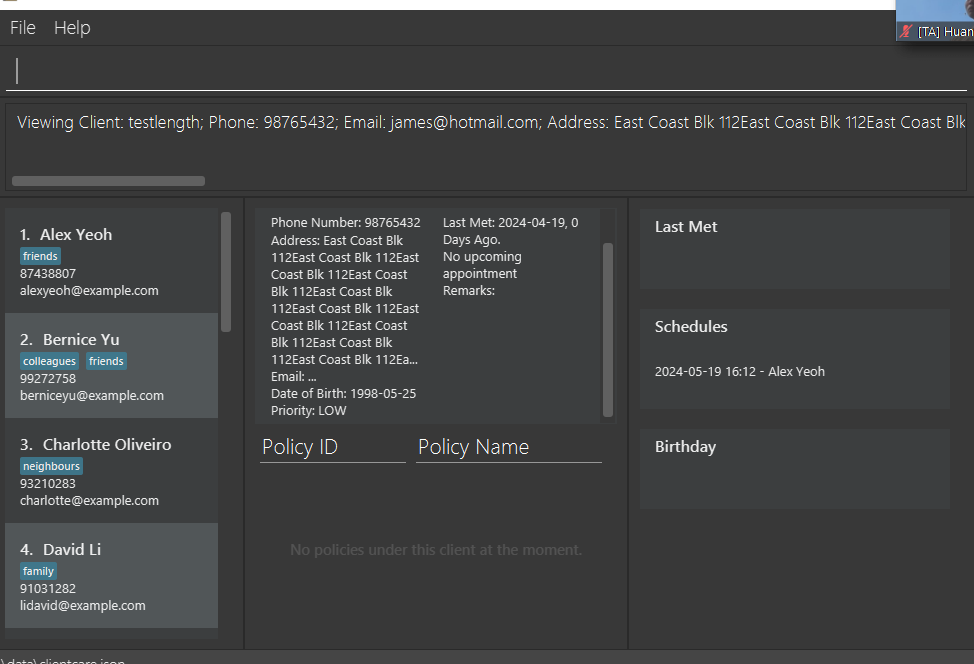 File Help
[TA] Huan
Viewing Client: testlength; Phone: 98765432; Email: james@hotmail.com; Address: East Coast Blk 112East Coast Blk 112East Coast Blk
1. Alex Yeoh
friends
87438807
alexyeoh@example.com
2. Bernice Yu
colleagues friends
99272758
berniceyu@example.com
3. Charlotte Oliveiro
neighbours
93210283
charlotte@example.com
4. David Li
family
91031282
lidavid@example.com
Phone Number: 98765432
Address: East Coast Blk
112East Coast Blk 112East
Coast Blk 112East Coast
Blk 112East Coast Blk
112East Coast Blk 112East
Coast Blk 112East Coast
Blk 112East Coast Blk
112East Coast Blk 112Ea...
Email: ...
Date of Birth: 1998-05-25
Priority: LOW
Last Met: 2024-04-19, 0
Days Ago.
No upcoming
appointment
Remarks:
Policy ID Policy Name
No policies under this client at the moment.
Last Met
Schedules
2024-05-19 16:12 - Alex Yeoh
Birthday
\data\clientcare.json